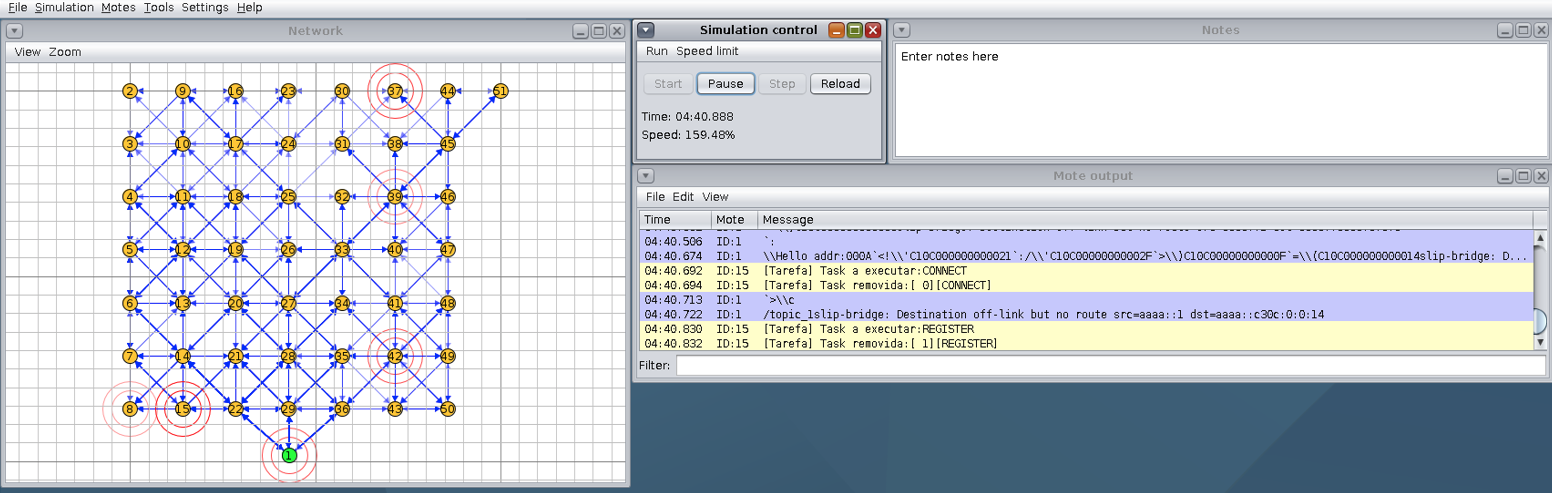 File Simulation Motes Tools Settings Help
Network
View Zoom
2 9 16 23 30 37 44 51
3 10 17 24 31 38 45
4 11 18 25 32 39 46
5 12 19 26 33 40 47
6 13 20 27 34 41 48
7 14 21 28 35 42 49
8 15 22 29 36 43 50
1
Simulation control
Run Speed limit
Start Pause Step Reload
Time: 04:40.888
Speed: 159.48%
Notes
Enter notes here
Mote output
File Edit View
Time Mote Message
04:40.506 ID:1 `:
04:40.674 ID:1 \\Hello addr:000A`<!\\'C10C000000000021`:/\\'C10C00000000002F`>\\)C10C00000000000F`=\\(C10C000000000014slip-bridge: D...
04:40.692 ID:15 [Tarefa] Task a executar:CONNECT
04:40.694 ID:15 [Tarefa] Task removida:[ 0][CONNECT]
04:40.713 ID:1 `>\\c
04:40.722 ID:1 /topic_1slip-bridge: Destination off-link but no route src=aaaa::1 dst=aaaa::c30c:0:0:14
04:40.830 ID:15 [Tarefa] Task a executar:REGISTER
04:40.832 ID:15 [Tarefa] Task removida:[ 1][REGISTER]
Filter: